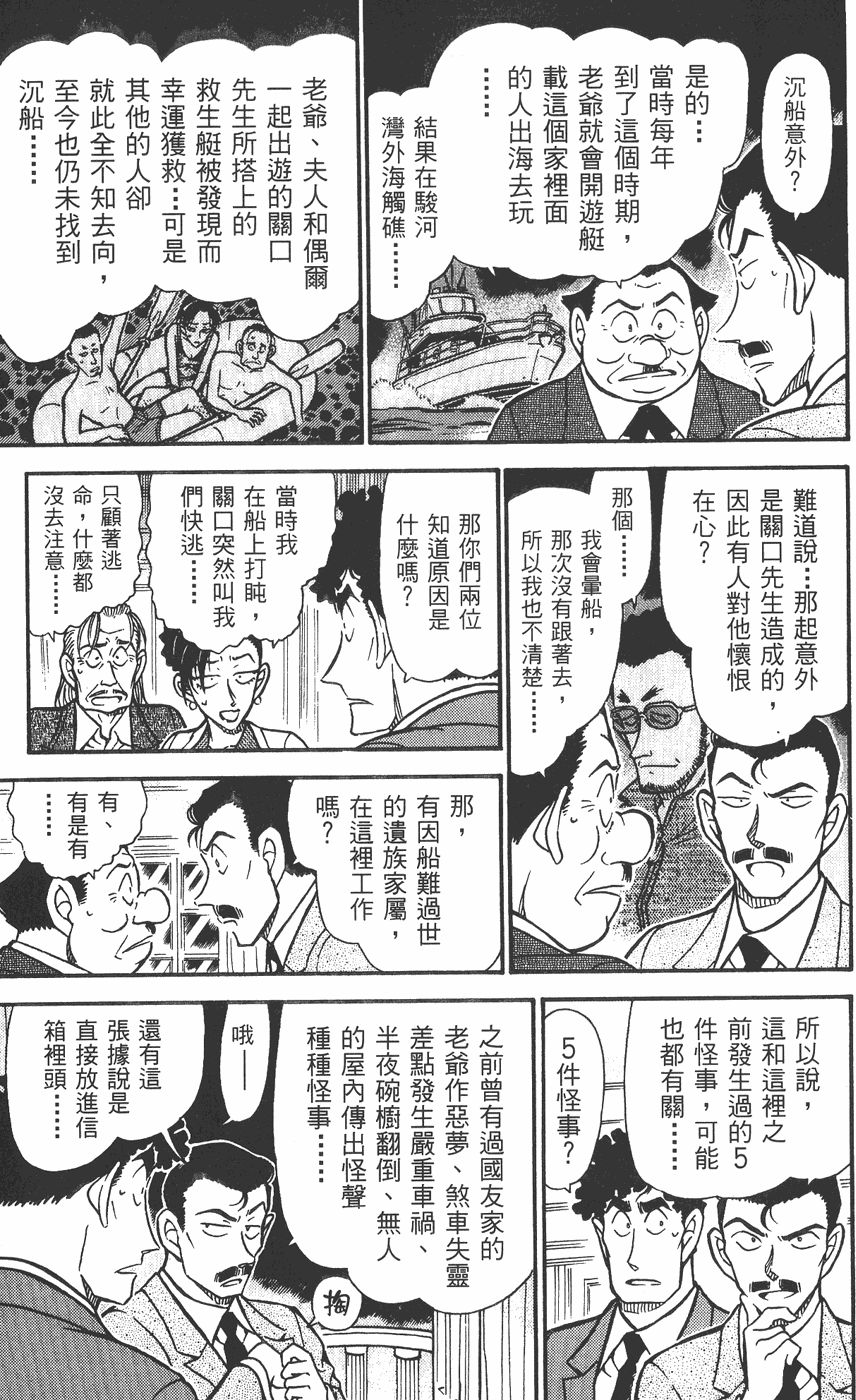 沉船意外?
是的…
當時每年
到了這個時期，
老爺就會開遊艇
載這個家裡面
的人出海去玩
……
結果在駿河
灣外海觸礁……
老爺、夫人和偶爾
一起出遊的關口
先生所搭上的
救生艇被發現而
幸運獲救…可是
其他的人卻
就此全不知去向，
至今也仍未找到
沉船……
難道說…那起意外
是關口先生造成的，
因此有人對他懷恨
在心?
那個…
我會暈船，
那次沒有跟著去，
所以我也不清楚……
那你們兩位
知道原因是
什麼嗎?
當時我
在船上打盹，
關口突然叫我
們快逃…
只顧著逃
命，什麼都
沒去注意……
那，
有因船難過世
的遺族家屬，
在這裡工作
嗎?
有、
有是有
……
所以說，
這和這裡之
前發生過的5
件怪事，可能
也都有關……
5件怪事?
之前曾有過國友家的
老爺作惡夢、煞車失靈
差點發生嚴重車禍、
半夜碗櫥翻倒、無人
的屋內傳出怪聲
種種怪事……
哦——
掏
還有這
張據說是
直接放進信
箱裡頭……